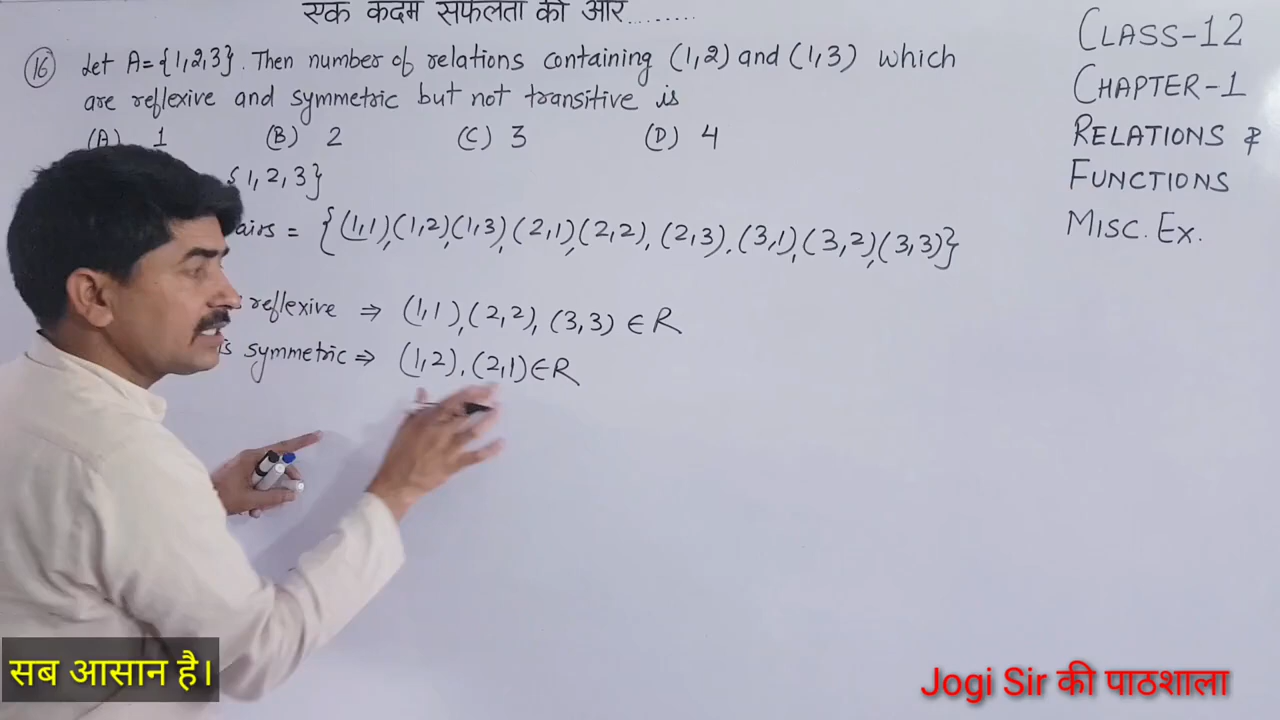 एक कदम सफलता की ओर........
(16) Let A = {1,2,3}. Then number of relations containing (1,2) and (1,3) which
are reflexive and symmetric but not transitive is
(A) 1 (B) 2 (C) 3 (D) 4
{1, 2, 3}
airs = {(1,1),(1,2),(1,3),(2,1),(2,2),(2,3),(3,1),(3,2),(3,3)}
reflexive ⇒ (1,1),(2,2),(3,3) ∈ R
is symmetric ⇒ (1,2),(2,1) ∈ R
CLASS-12
CHAPTER-1
RELATIONS &
FUNCTIONS
MISC. EX.
सब आसान है।
Jogi Sir की पाठशाला